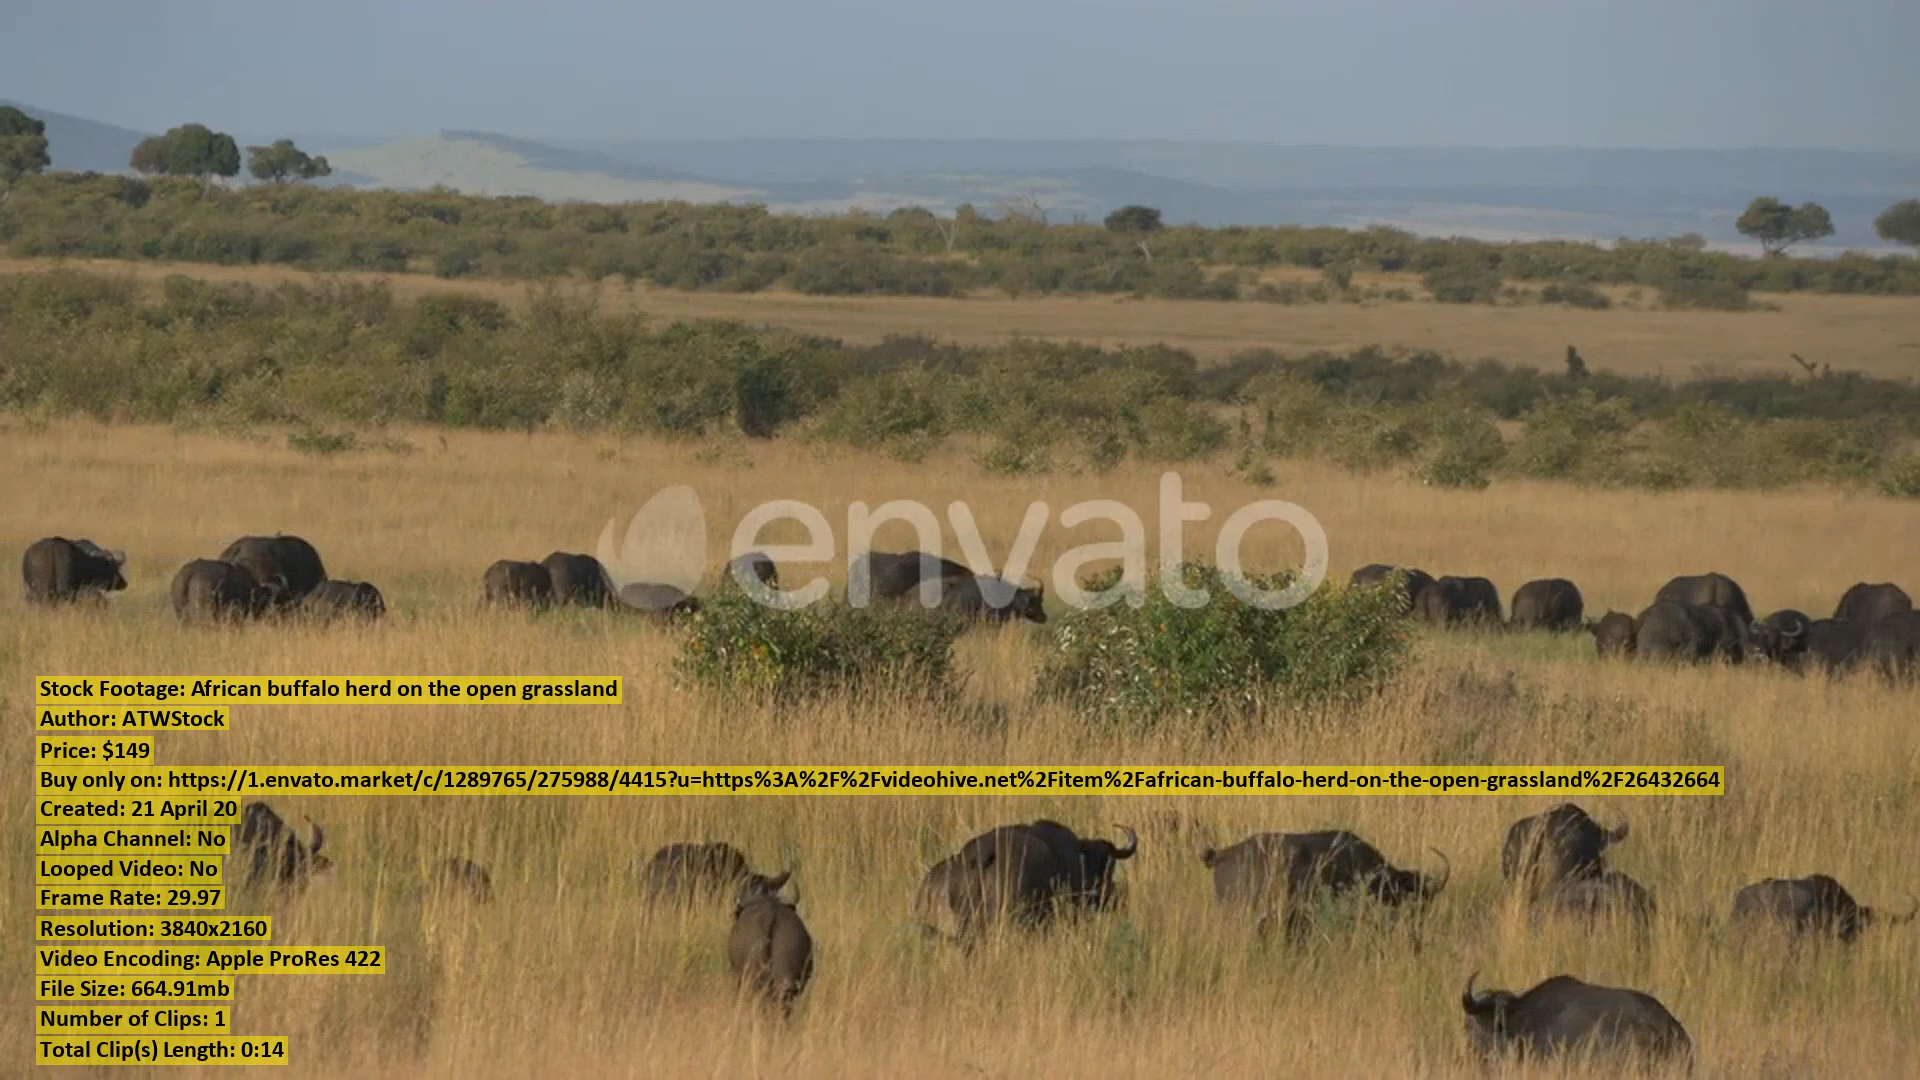 envato
Stock Footage: African buffalo herd on the open grassland
Author: ATWStock
Price: $149
Buy only on: https://1.envato.market/c/1289765/275988/4415?u=https%3A%2F%2Fvideohive.net%2Fitem%2Fafrican-buffalo-herd-on-the-open-grassland%2F26432664
Created: 21 April 20
Alpha Channel: No
Looped Video: No
Frame Rate: 29.97
Resolution: 3840x2160
Video Encoding: Apple ProRes 422
File Size: 664.91mb
Number of Clips: 1
Total Clip(s) Length: 0:14